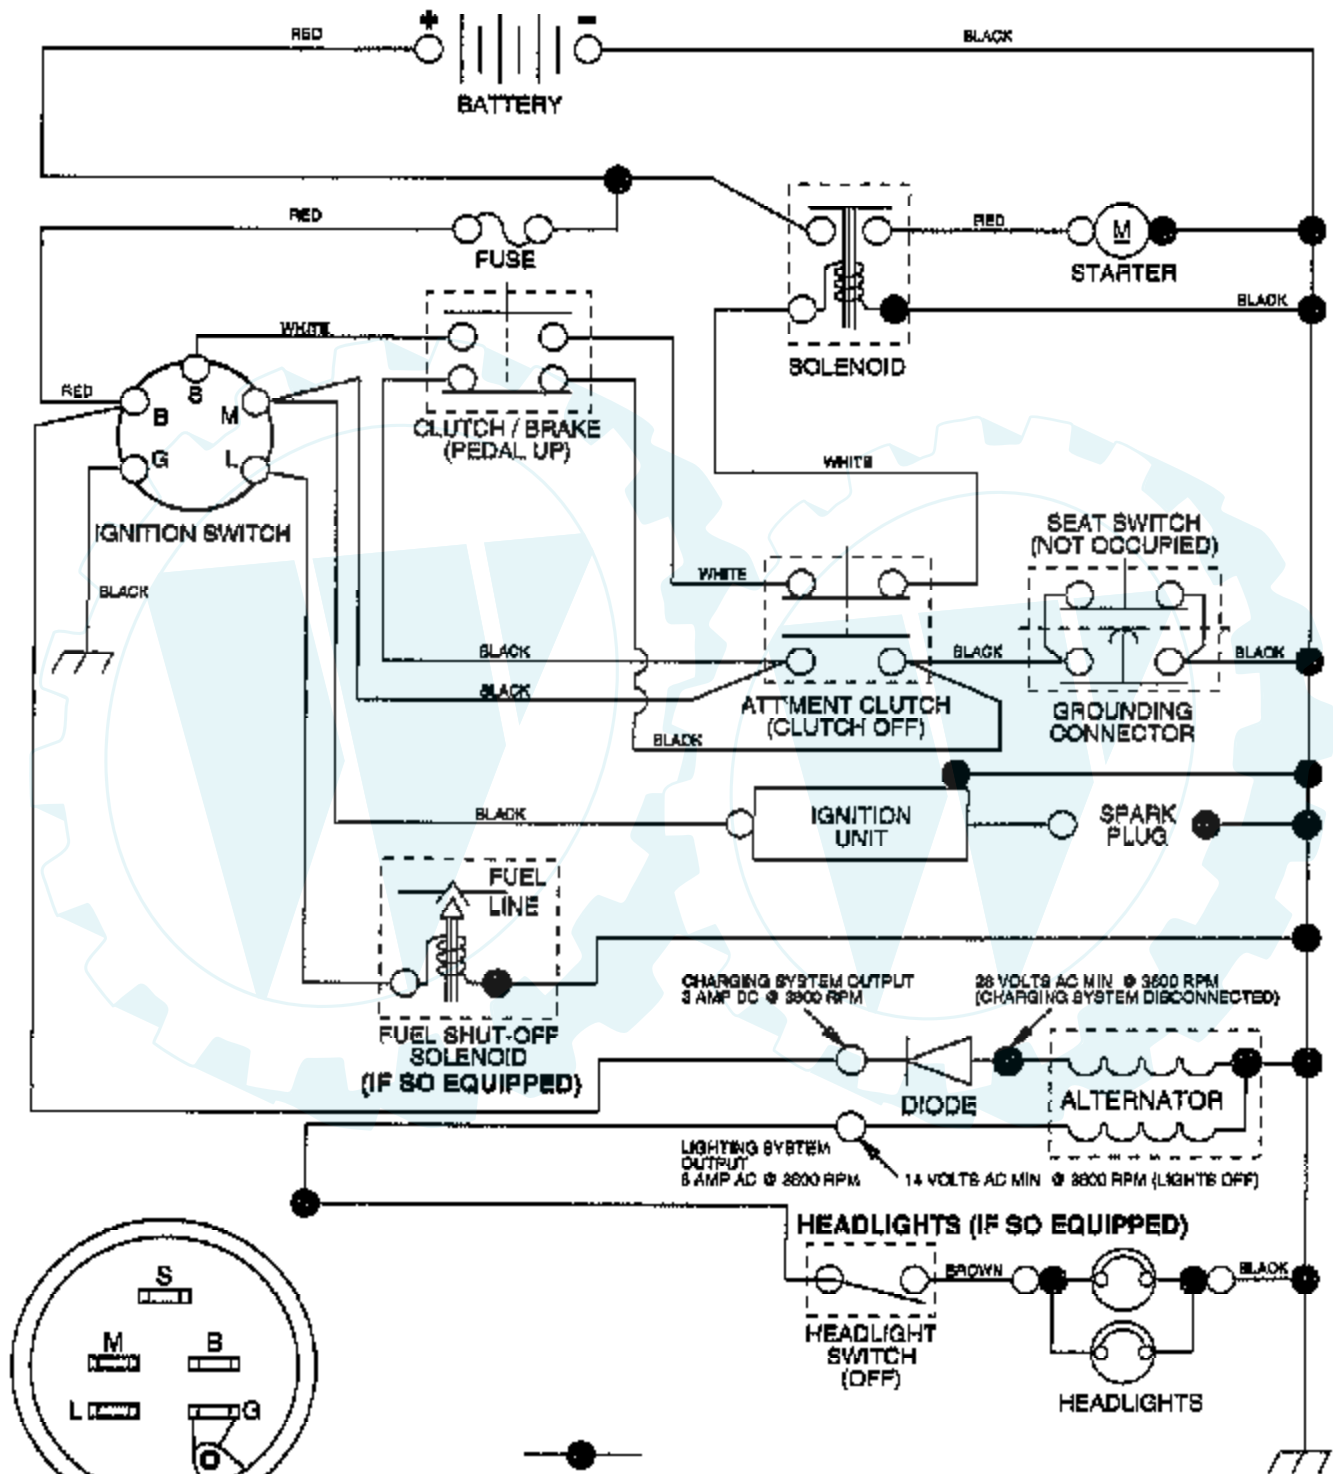 RED
+
-
BLACK
BATTERY
RED
FUSE
RED
M
STARTER
BLACK
SOLENOID
WHITE
RED
S
B
M
G
L
CLUTCH / BRAKE
(PEDAL UP)
IGNITION SWITCH
WHITE
BLACK
WHITE
SEAT SWITCH
(NOT OCCUPIED)
BLACK
BLACK
BLACK
BLACK
ATT'MENT CLUTCH
(CLUTCH OFF)
GROUNDING
CONNECTOR
BLACK
BLACK
IGNITION
UNIT
SPARK
PLUG
FUEL
LINE
FUEL SHUT-OFF
SOLENOID
(IF SO EQUIPPED)
CHARGING SYSTEM OUTPUT
3 AMP DC @ 3600 RPM
28 VOLTS AC MIN @ 3600 RPM
(CHARGING SYSTEM DISCONNECTED)
DIODE
ALTERNATOR
LIGHTING SYSTEM
OUTPUT
5 AMP AC @ 3600 RPM
14 VOLTS AC MIN @ 3600 RPM (LIGHTS OFF)
HEADLIGHTS (IF SO EQUIPPED)
BROWN
BLACK
HEADLIGHT
SWITCH
(OFF)
HEADLIGHTS
S
M
B
L
G